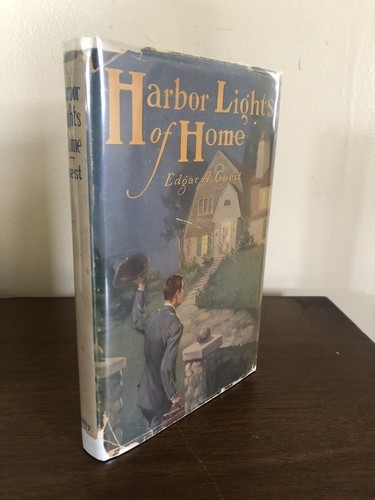 Harbor Lights
of Home
Edgar A. Guest